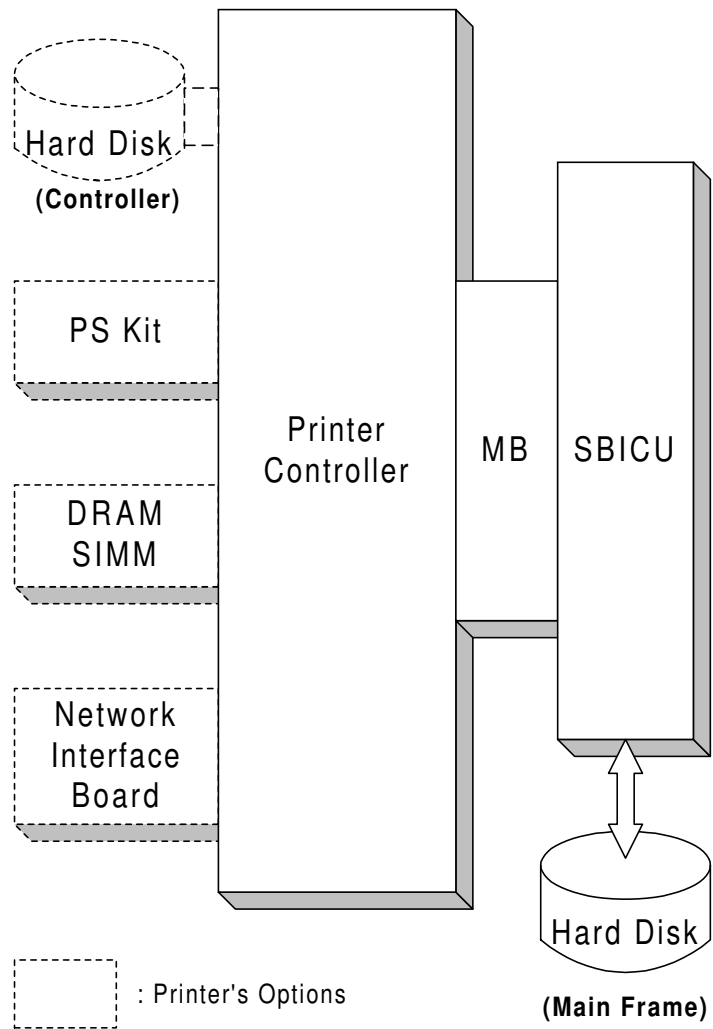 Hard Disk
(Controller)
PS Kit
DRAM
SIMM
Network
Interface
Board
Printer
Controller
MB
SBICU
Hard Disk
(Main Frame)
: Printer's Options